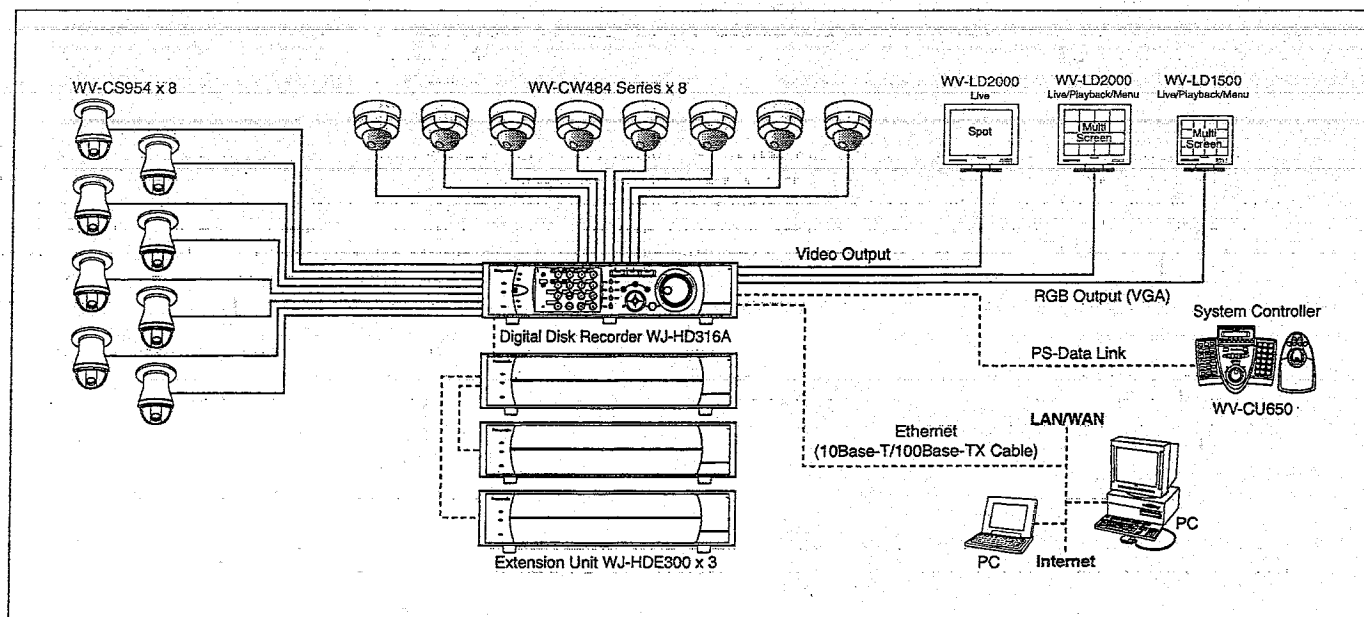 WV-CS954 x 8
WV-CW484 Series x 8
WV-LD2000
Live
WV-LD2000
Live/Playback/Menu
WV-LD1500
Live/Playback/Menu
Spot
Multi
Screen
Multi
Screen
Video Output
RGB Output (VGA)
System Controller
Digital Disk Recorder WJ-HD316A
PS-Data Link
WV-CU650
LAN/WAN
Ethernet
(10Base-T/100Base-TX Cable)
PC
PC
Internet
Extension Unit WJ-HDE300 x 3